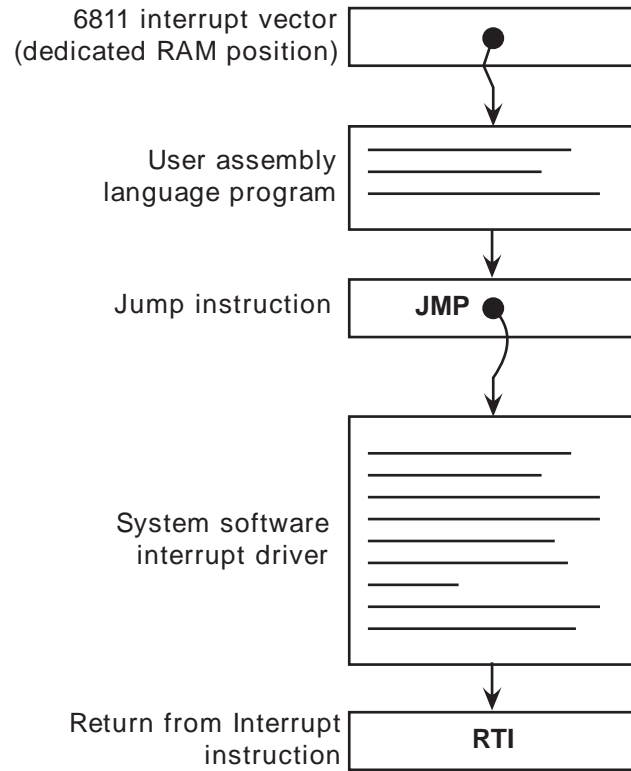 6811 interrupt vector
(dedicated RAM position)
User assembly
language program
Jump instruction
JMP
System software
interrupt driver
Return from Interrupt
instruction
RTI